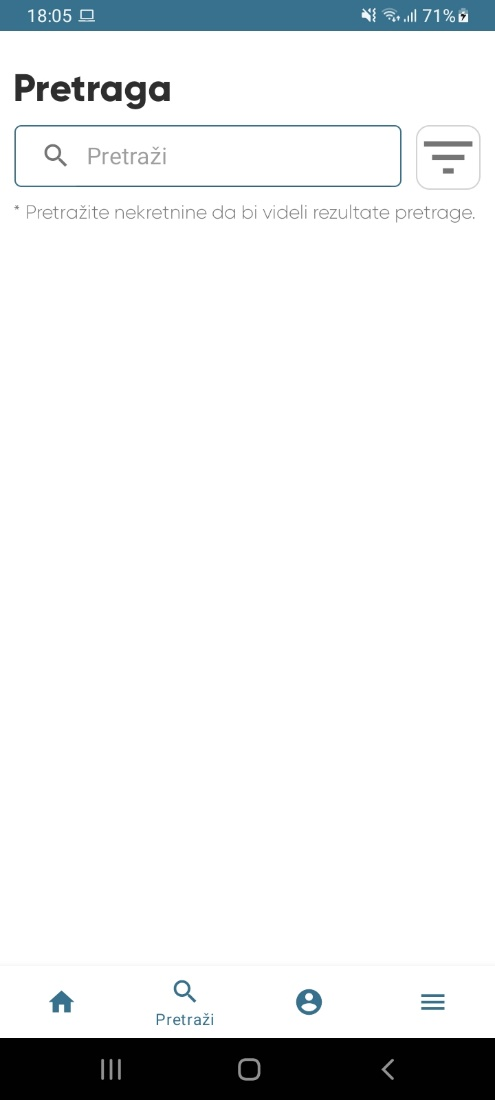 18:05
71%
Pretraga
Pretraži
* Pretražite nekretnine da bi videli rezultate pretrage.
Pretraži